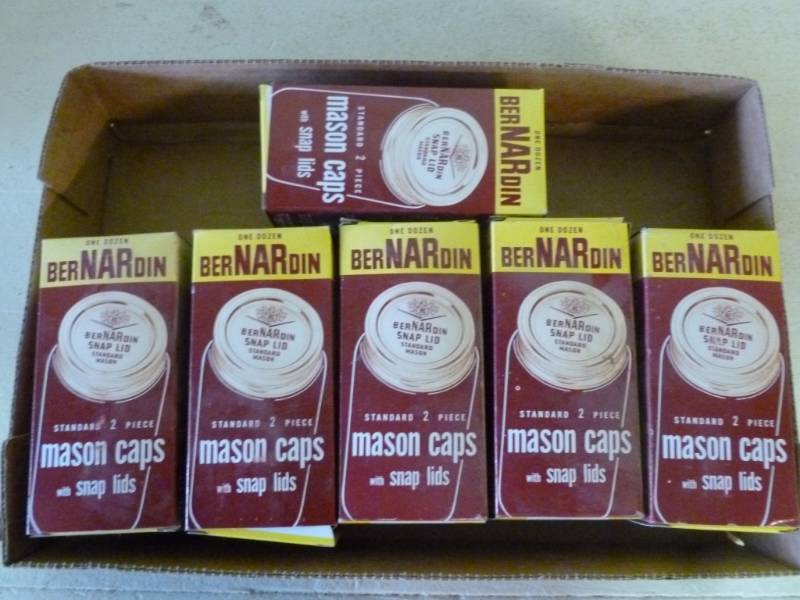 ONE DOZEN
BERNARDIN
BERNARDIN
SNAP LID
STANDARD
MASON
STANDARD 2 PIECE
mason caps
with snap lids
ONE DOZEN
BERNARDIN
BERNARDIN
SNAP LID
STANDARD
MASON
STANDARD 2 PIECE
mason caps
with snap lids
ONE DOZEN
BERNARDIN
BERNARDIN
SNAP LID
STANDARD
MASON
STANDARD 2 PIECE
mason caps
with snap lids
ONE DOZEN
BERNARDIN
BERNARDIN
SNAP LID
STANDARD
MASON
STANDARD 2 PIECE
mason caps
with snap lids
ONE DOZEN
BERNARDIN
BERNARDIN
SNAP LID
STANDARD
MASON
STANDARD 2 PIECE
mason caps
with snap lids
ONE DOZEN
BERNARDIN
BERNARDIN
SNAP LID
STANDARD
MASON
STANDARD 2 PIECE
mason caps
with snap lids